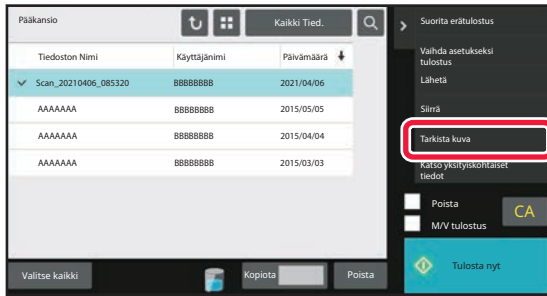 Pääkansio
Kaikki Tied.
Tiedoston Nimi Käyttäjänimi Päivämäärä
Scan_20210406_085320 BBBBBBBB 2021/04/06
AAAAAAA BBBBBBBB 2015/05/05
AAAAAAA BBBBBBBB 2015/04/04
AAAAAAA BBBBBBBB 2015/03/03
Valitse kaikki
Kopiota
Poista
Suorita erätulostus
Vaihda asetukseksi
tulostus
Lähetä
Siirrä
Tarkista kuva
Katso yksityiskohtaiset
tiedot
Poista
M/V tulostus
CA
Tulosta nyt